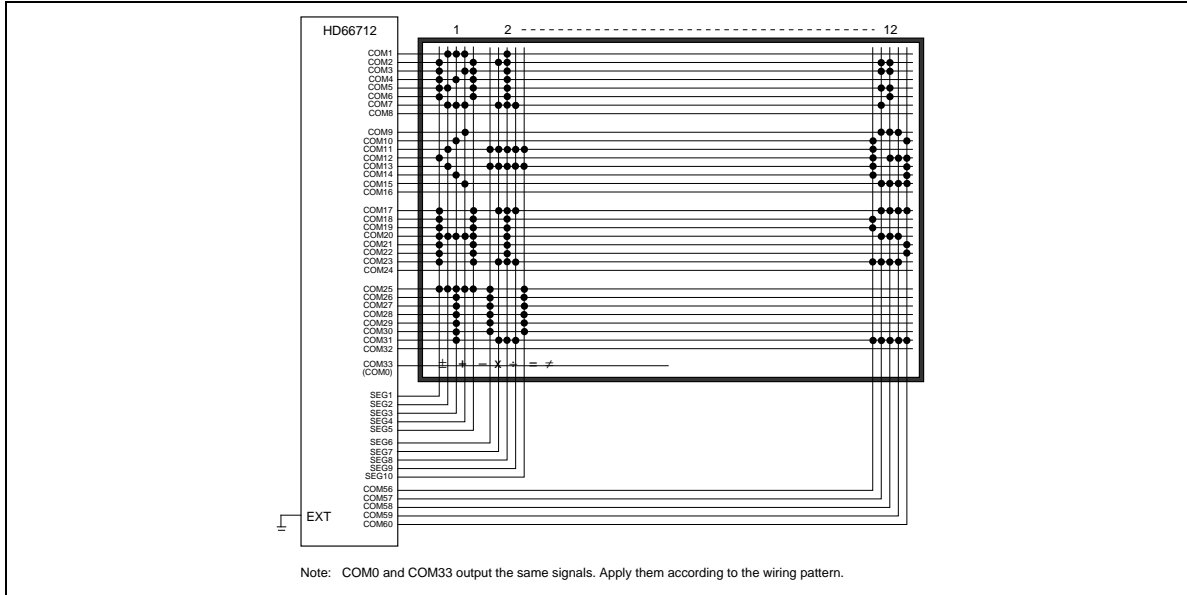 HD66712
1 2 12
COM1
COM2
COM3
COM4
COM5
COM6
COM7
COM8
COM9
COM10
COM11
COM12
COM13
COM14
COM15
COM16
COM17
COM18
COM19
COM20
COM21
COM22
COM23
COM24
COM25
COM26
COM27
COM28
COM29
COM30
COM31
COM32
COM33
(COM0)
± + − x ÷ = ≠
SEG1
SEG2
SEG3
SEG4
SEG5
SEG6
SEG7
SEG8
SEG9
SEG10
COM56
COM57
COM58
COM59
COM60
EXT
Note: COM0 and COM33 output the same signals. Apply them according to the wiring pattern.